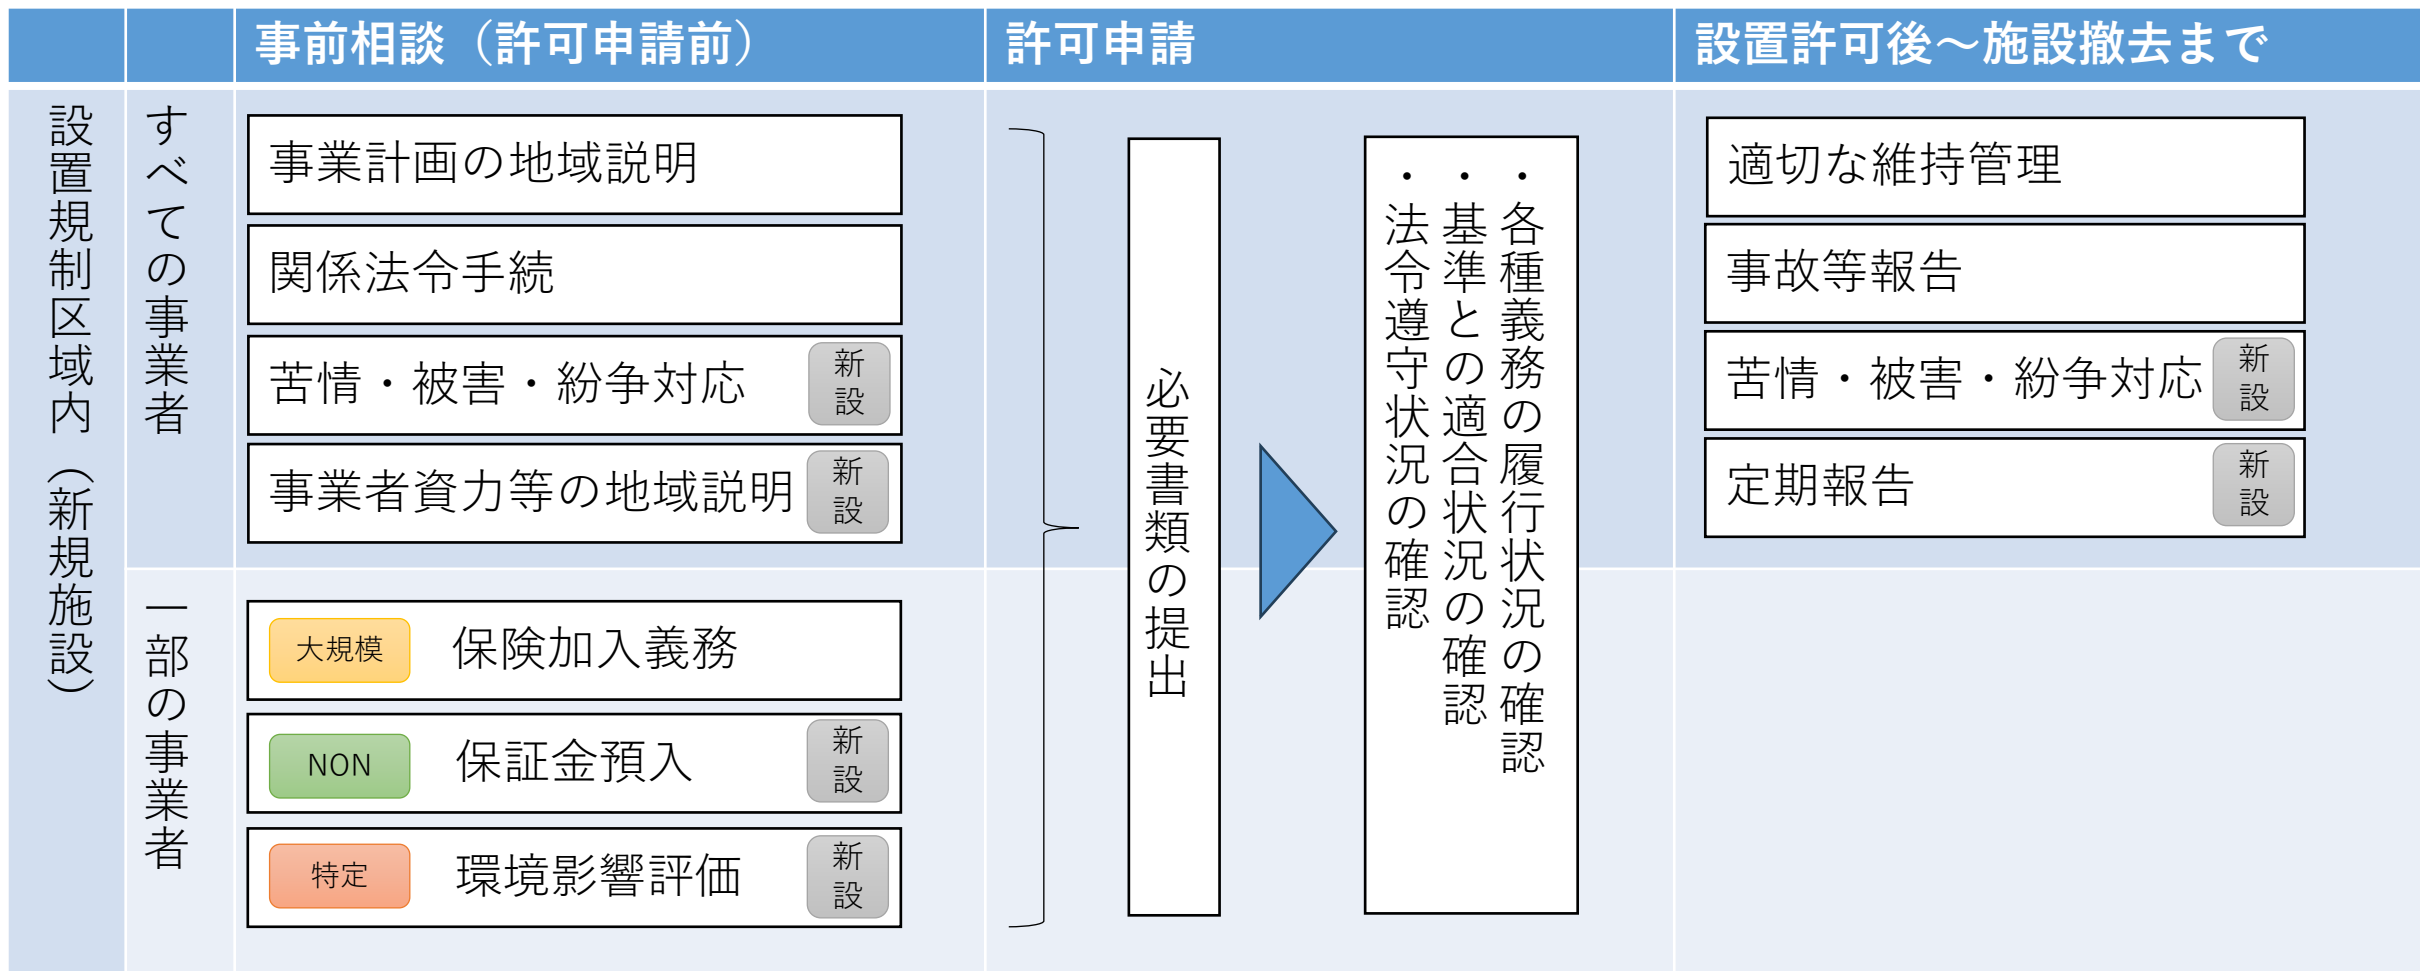 事前相談（許可申請前）
許可申請
設置許可後～施設撤去まで
設置規制区域内（新規施設）
すべての事業者
事業計画の地域説明
関係法令手続
苦情・被害・紛争対応
新設
事業者資力等の地域説明
新設
一部の事業者
大規模
保険加入義務
NON
保証金預入
新設
特定
環境影響評価
新設
必要書類の提出
・各種義務の履行状況の確認
・基準との適合状況の確認
・法令遵守状況の確認
適切な維持管理
事故等報告
苦情・被害・紛争対応
新設
定期報告
新設